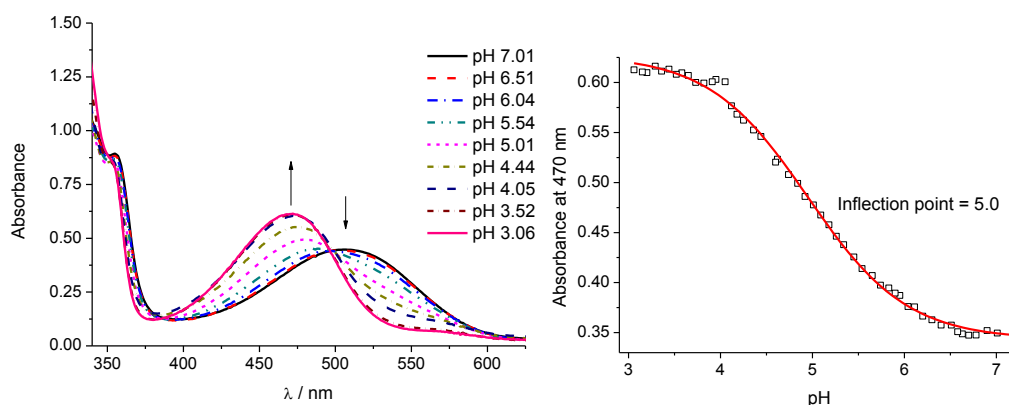 1.50
1.25
1.00
0.75
0.50
0.25
0.00
Absorbance
350 400 450 500 550 600
λ / nm
pH 7.01
pH 6.51
pH 6.04
pH 5.54
pH 5.01
pH 4.44
pH 4.05
pH 3.52
pH 3.06
0.60
0.55
0.50
0.45
0.40
0.35
Absorbance at 470 nm
Inflection point = 5.0
3 4 5 6 7
pH